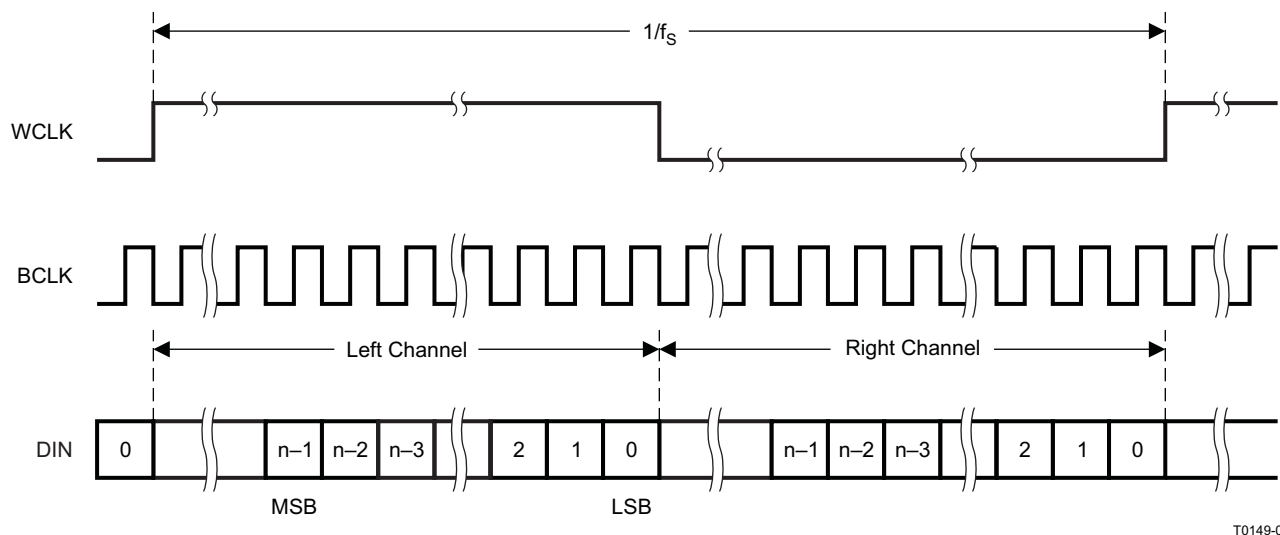 1/fS
WCLK
BCLK
Left Channel Right Channel
DIN 0 n–1 n–2 n–3 2 1 0 n–1 n–2 n–3 2 1 0
MSB LSB
T0149-0